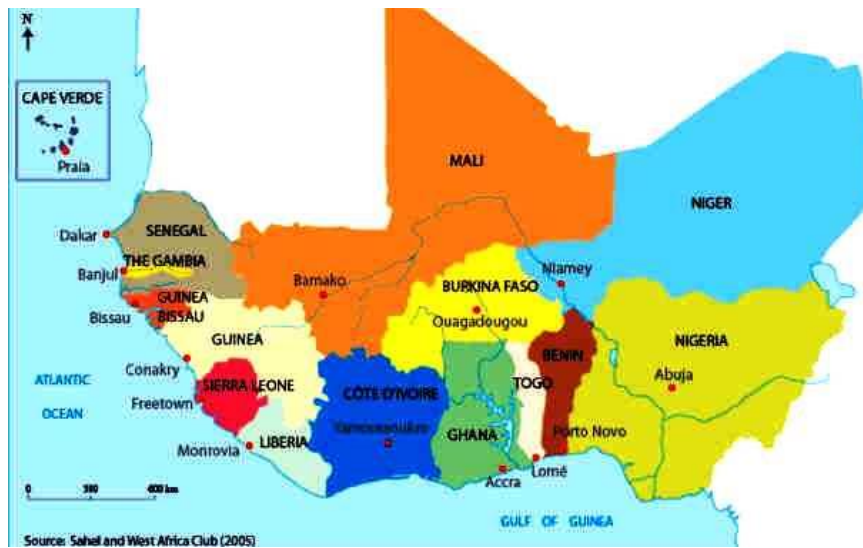 N
CAPE VERDE
Praia
MALI
NIGER
SENEGAL
Dakar
THE GAMBIA
Banjul
Bamako
Niamey
GUINEA
BISSAU
Bissau
BURKINA FASO
Ouagadougou
GUINEA
BENIN
NIGERIA
Conakry
SIERRA LEONE
TOGO
Abuja
ATLANTIC
OCEAN
Freetown
CÔTE D'IVOIRE
Yamoussoukro
GHANA
Porto Novo
Monrovia
LIBERIA
Lomé
Accra
0
600 km
GULF OF GUINEA
Source: Sahel and West Africa Club (2005)